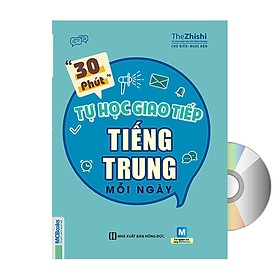 TheZhishi
CHỦ BIÊN: NGỌC HÂN
"30
Phút"
TỰ HỌC GIAO TIẾP
TIẾNG
TRUNG
MỖI NGÀY
MCBooks
NHÀ XUẤT BẢN HỒNG ĐỨC